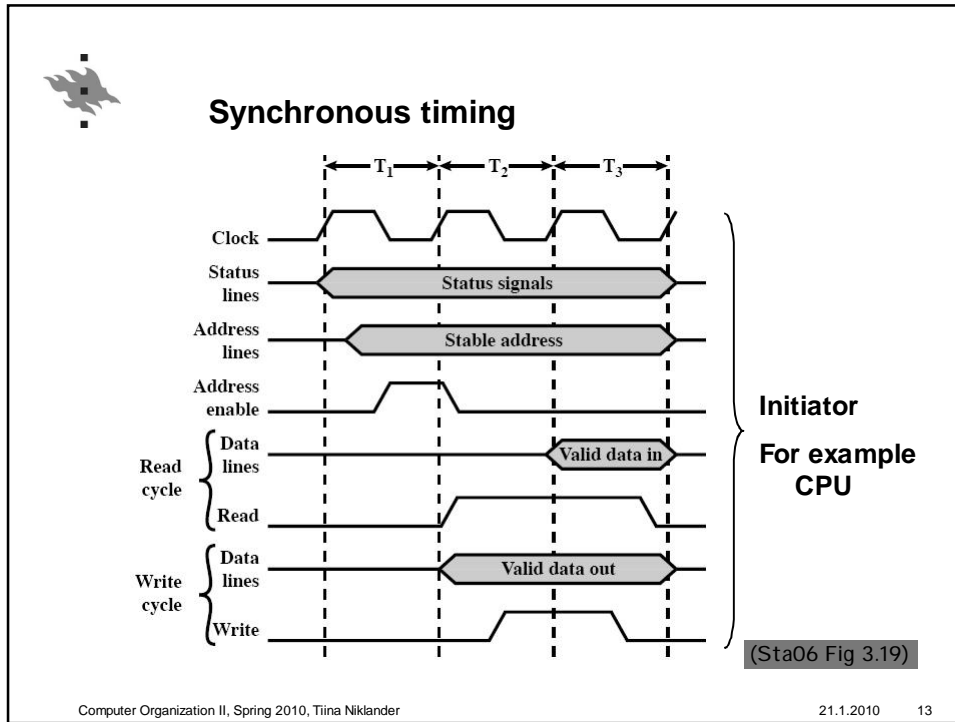 Synchronous timing
T1 T2 T3
Clock
Status
lines
Status signals
Address
lines
Stable address
Address
enable
Read
cycle
Data
lines
Valid data in
Read
Write
cycle
Data
lines
Valid data out
Write
Initiator
For example
CPU
(Sta06 Fig 3.19)
Computer Organization II, Spring 2010, Tiina Niklander 21.1.2010 13